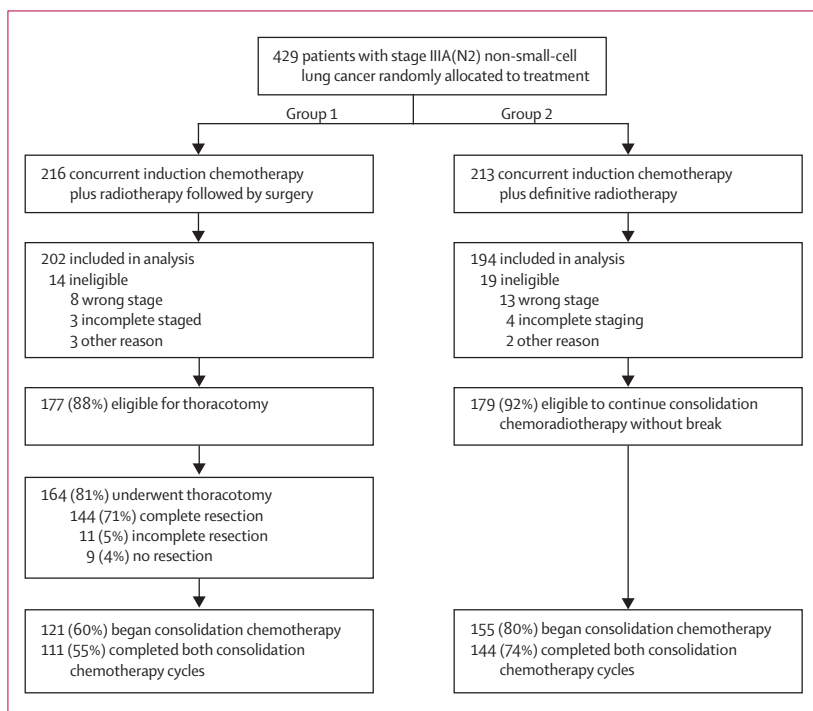 429 patients with stage IIIA(N2) non-small-cell
lung cancer randomly allocated to treatment
Group 1
Group 2
216 concurrent induction chemotherapy
plus radiotherapy followed by surgery
213 concurrent induction chemotherapy
plus definitive radiotherapy
202 included in analysis
14 ineligible
8 wrong stage
3 incomplete staged
3 other reason
194 included in analysis
19 ineligible
13 wrong stage
4 incomplete staging
2 other reason
177 (88%) eligible for thoracotomy
179 (92%) eligible to continue consolidation
chemoradiotherapy without break
164 (81%) underwent thoracotomy
144 (71%) complete resection
11 (5%) incomplete resection
9 (4%) no resection
121 (60%) began consolidation chemotherapy
111 (55%) completed both consolidation
chemotherapy cycles
155 (80%) began consolidation chemotherapy
144 (74%) completed both consolidation
chemotherapy cycles